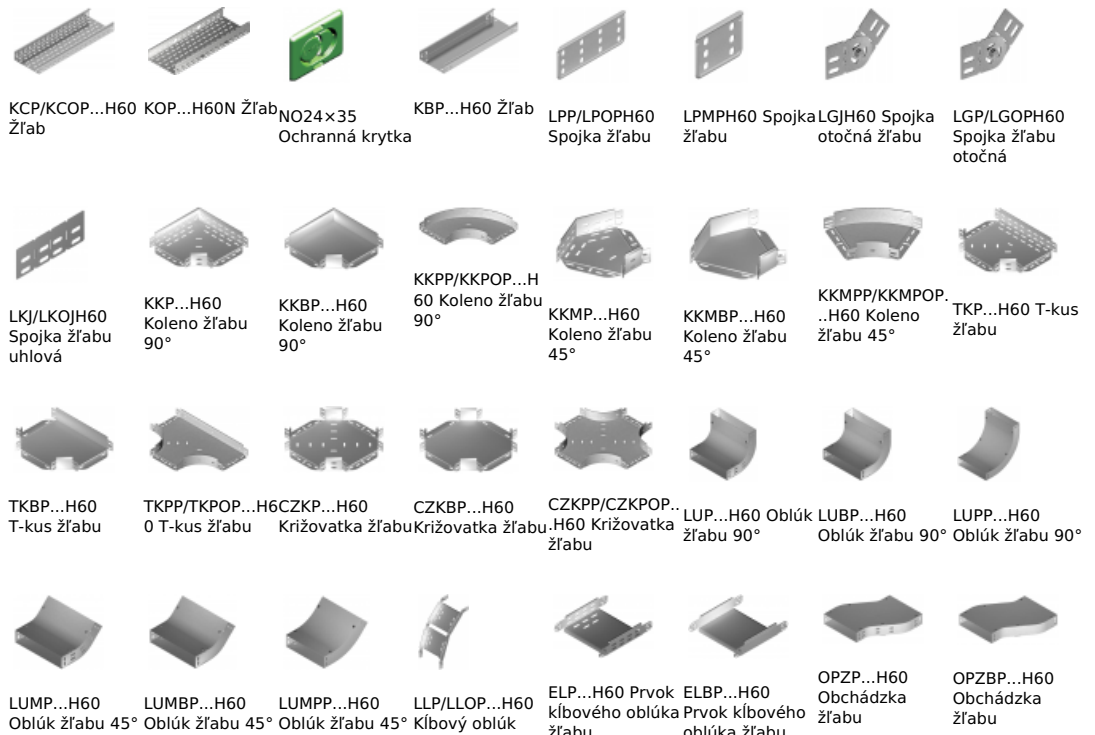 KCP/KCOP...H60
Žľab
KOP...H60N Žľab
NO24×35
Ochranná krytka
KBP...H60 Žľab
LPP/LPOPH60
Spojka žľabu
LPMPH60 Spojka
žľabu
LGJH60 Spojka
otočná žľabu
LGP/LGOPH60
Spojka žľabu
otočná
LKJ/LKOJH60
Spojka žľabu
uhlová
KKP...H60
Koleno žľabu
90°
KKBP...H60
Koleno žľabu
90°
KKPP/KKPOP...H
60 Koleno žľabu
90°
KKMP...H60
Koleno žľabu
45°
KKMBP...H60
Koleno žľabu
45°
KKMPP/KKMPOP.
..H60 Koleno
žľabu 45°
TKP...H60 T-kus
žľabu
TKBP...H60
T-kus žľabu
TKPP/TKPOP...H6
0 T-kus žľabu
CZKP...H60
Križovatka žľabu
CZKBP...H60
Križovatka žľabu
CZKPP/CZKPOP..
.H60 Križovatka
žľabu
LUP...H60 Oblúk
žľabu 90°
LUBP...H60
Oblúk žľabu 90°
LUPP...H60
Oblúk žľabu 90°
LUMP...H60
Oblúk žľabu 45°
LUMBP...H60
Oblúk žľabu 45°
LUMPP...H60
Oblúk žľabu 45°
LLP/LLOP...H60
Kĺbový oblúk
ELP...H60 Prvok
kĺbového oblúka
žľabu
ELBP...H60
Prvok kĺbového
oblúka žľabu
OPZP...H60
Obchádzka
žľabu
OPZBP...H60
Obchádzka
žľabu